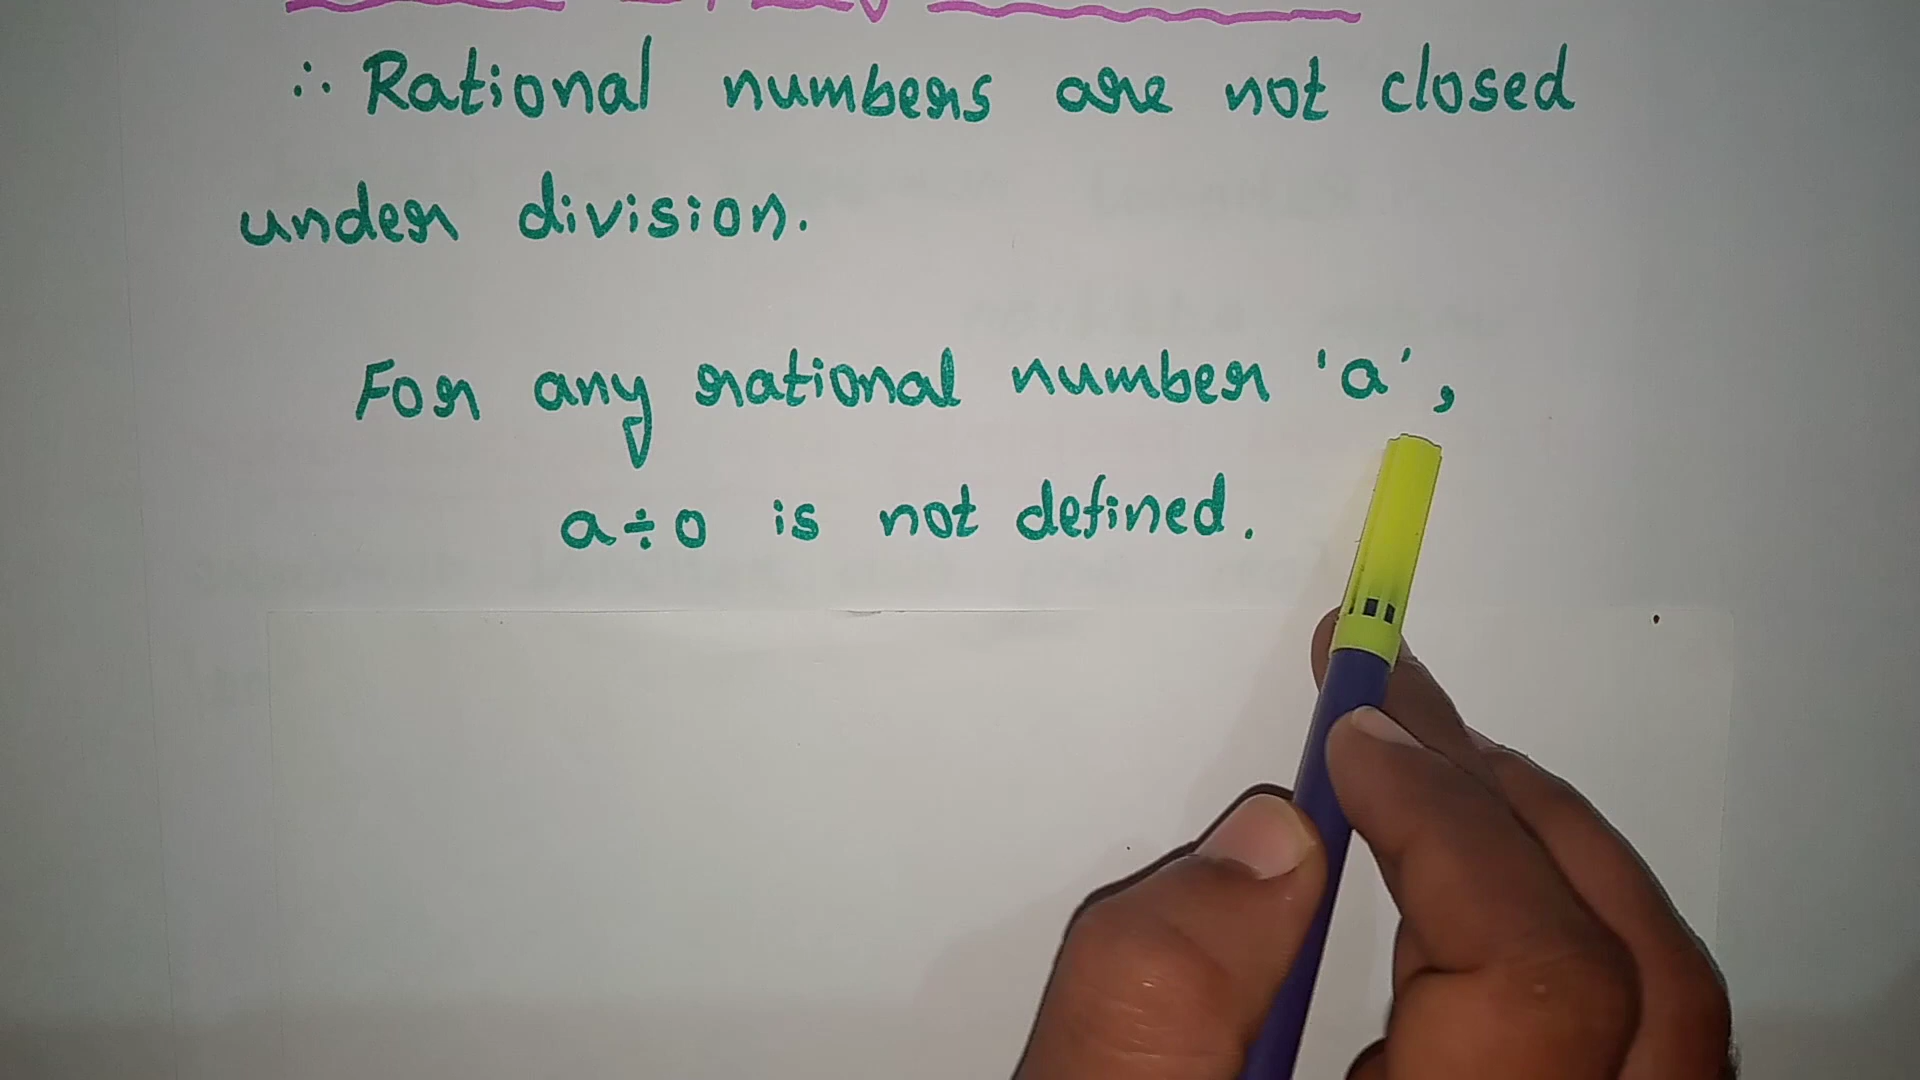 ∴ Rational numbers are not closed
under division.
For any rational number 'a',
a÷0 is not defined.